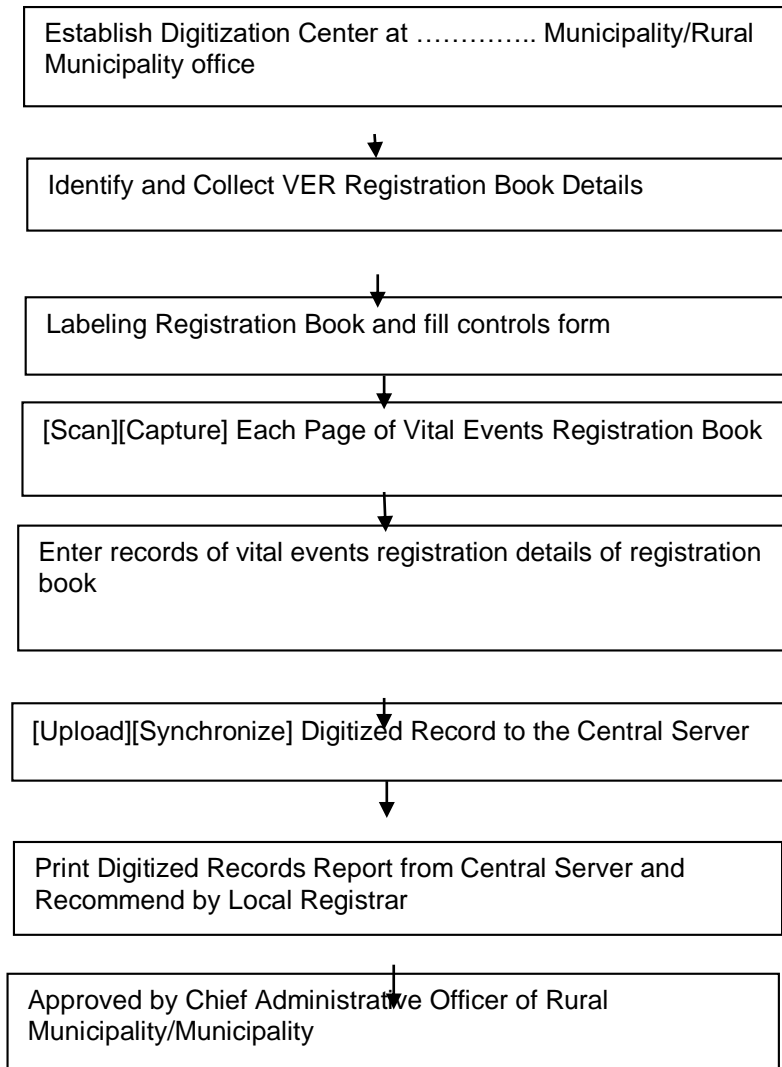 Establish Digitization Center at ………….. Municipality/Rural
Municipality office
Identify and Collect VER Registration Book Details
Labeling Registration Book and fill controls form
[Scan][Capture] Each Page of Vital Events Registration Book
Enter records of vital events registration details of registration
book
[Upload][Synchronize] Digitized Record to the Central Server
Print Digitized Records Report from Central Server and
Recommend by Local Registrar
Approved by Chief Administrative Officer of Rural
Municipality/Municipality